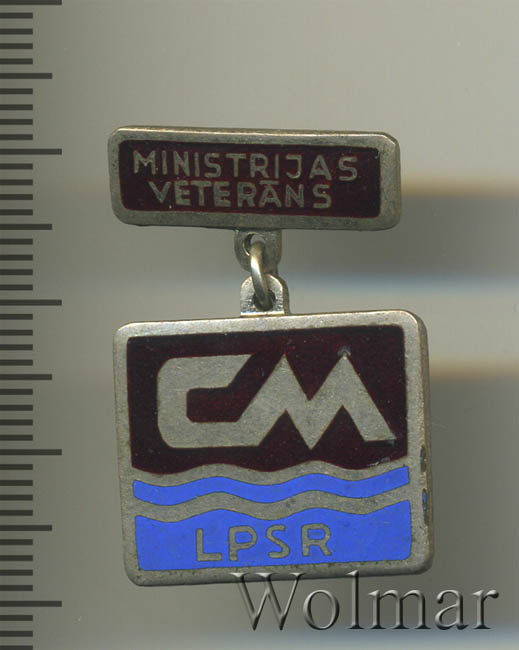 MINISTRIJAS
VETERĀNS
CM
LPSR
Wolmar